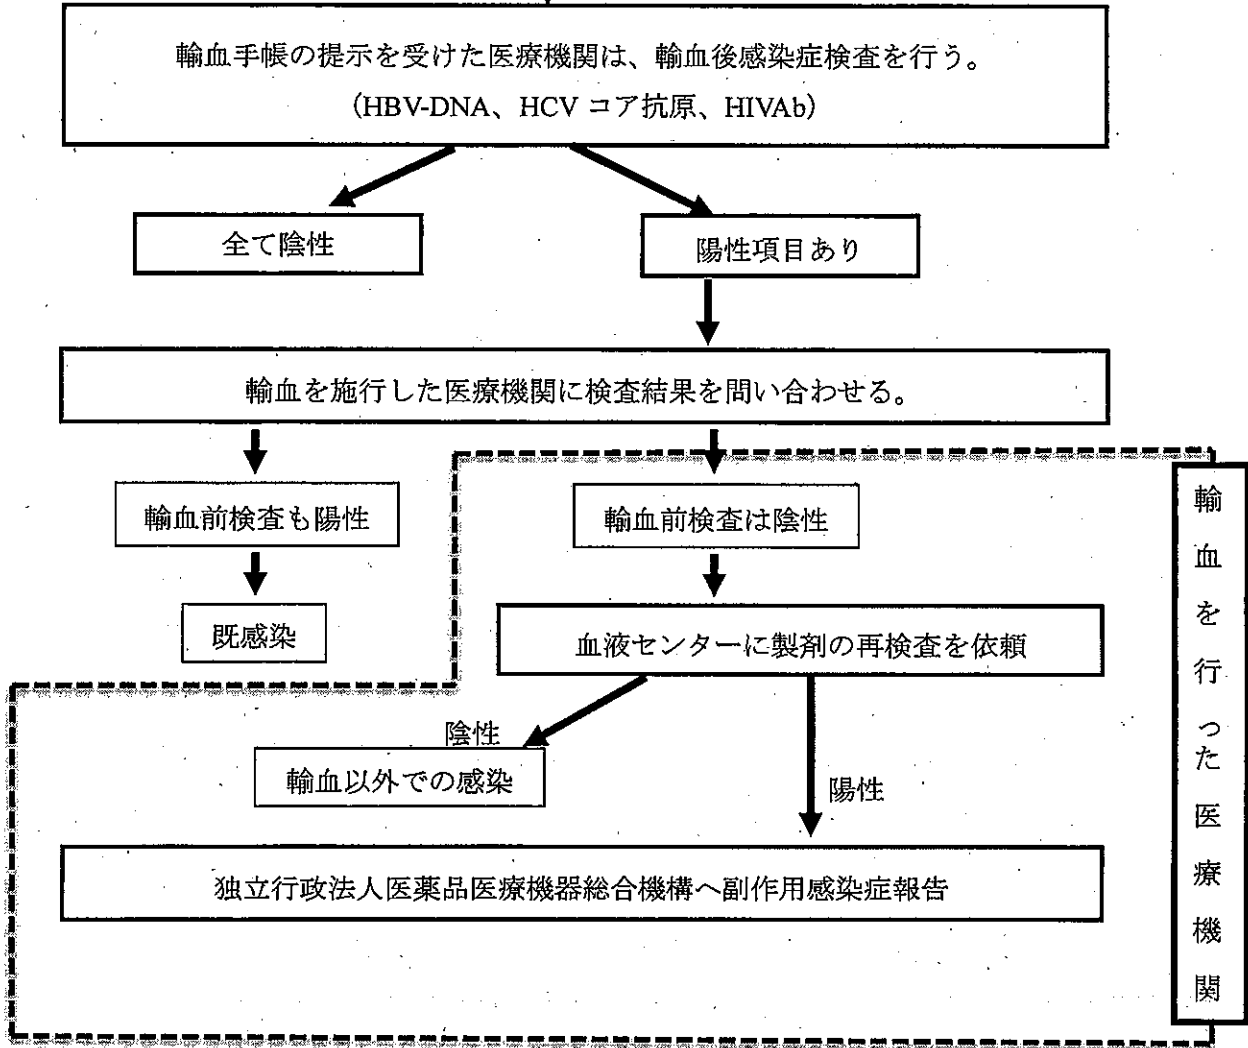 輸血手帳の提示を受けた医療機関は、輸血後感染症検査を行う。
（HBV-DNA、HCV コア抗原、HIVAb）
全て陰性
陽性項目あり
輸血を施行した医療機関に検査結果を問い合わせる。
輸血前検査も陽性
輸血前検査は陰性
既感染
血液センターに製剤の再検査を依頼
陰性
輸血以外での感染
陽性
独立行政法人医薬品医療機器総合機構へ副作用感染症報告
輸血を行った医療機関